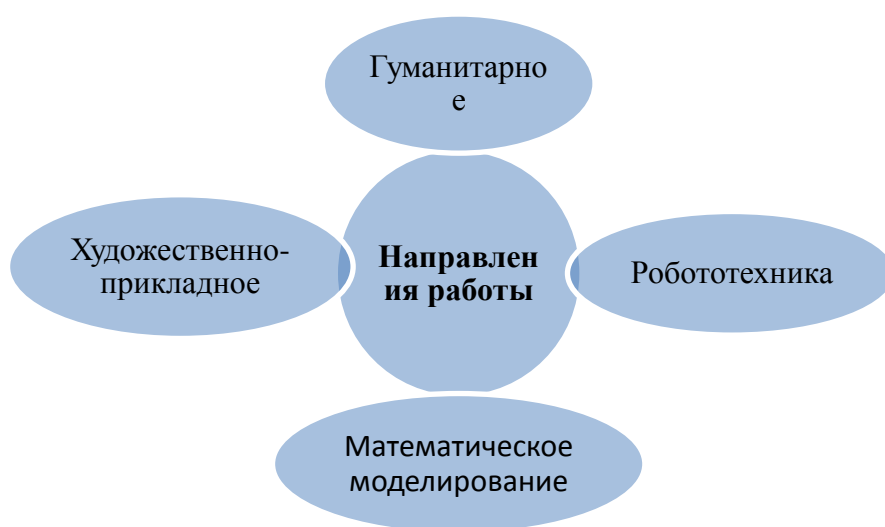 Гуманитарно
е
Художественно-
прикладное
Направлен
ия работы
Робототехника
Математическое
моделирование